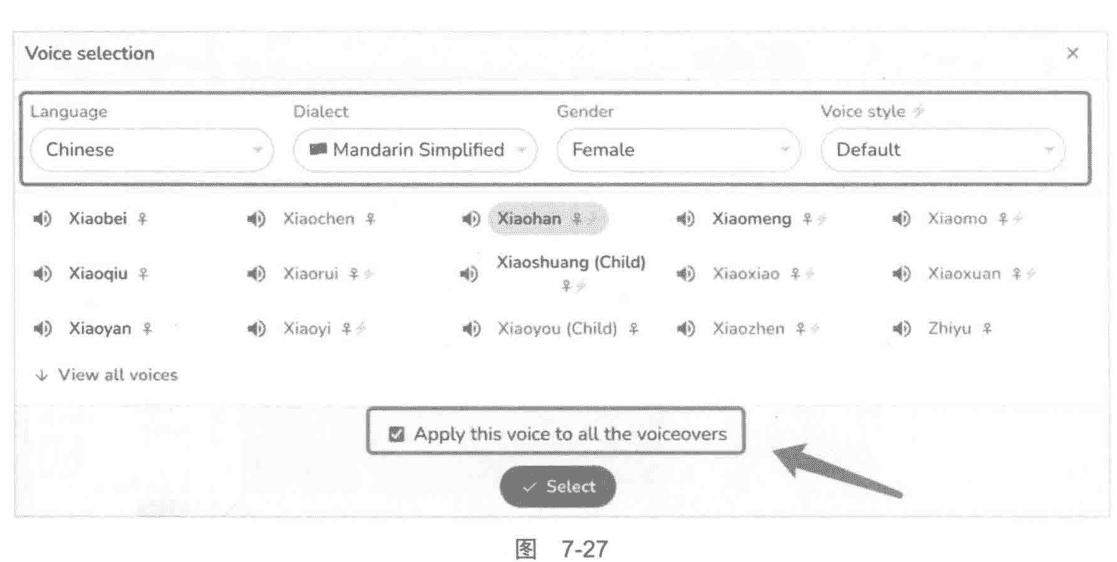 Voice selection
Language Dialect Gender Voice style
Chinese Mandarin Simplified Female Default
Xiaobei Xiaochen Xiaohan Xiaomeng Xiaomo
Xiaoqiu Xiaorui Xiaoshuang (Child) Xiaoxiao Xiaoxuan
Xiaoyan Xiaoyi Xiaoyou (Child) Xiaozhen Zhiyu
View all voices
Apply this voice to all the voiceovers
Select
图 7-27